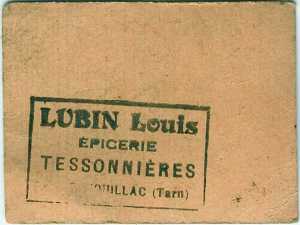 LUBIN Louis
ÉPICERIE
TESSONNIÈRES
(Tarn)